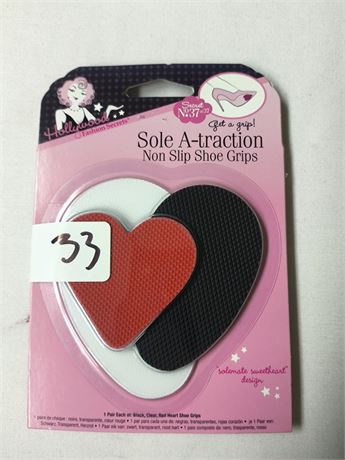 Hollywood
Fashion Secrets
Secret
No. 37
Get a grip!
Sole A-traction
Non Slip Shoe Grips
33
"solemate sweetheart"
design
1 Pair Each of: Black, Clear, Red Heart Shoe Grips